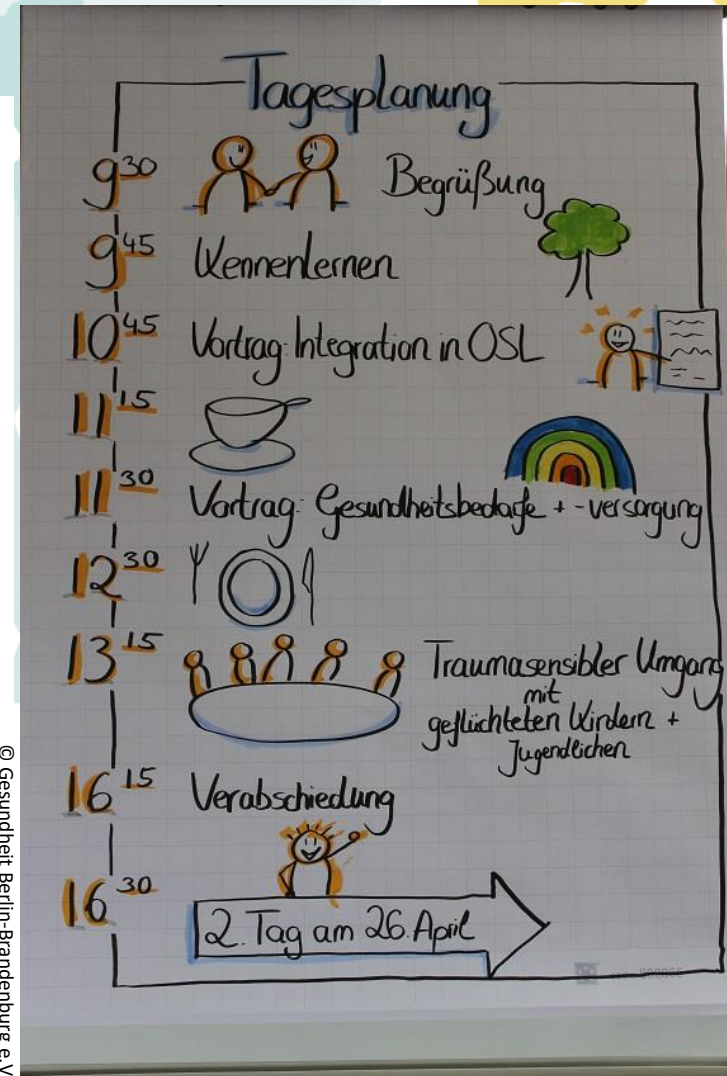 Tagesplanung
9 30 Begrüßung
9 45 Kennenlernen
10 45 Vortrag: Integration in OSL
11 15
11 30 Vortrag: Gesundheitsbedarfe + -versorgung
12 30
13 15 Traumasensibler Umgang
mit
geflüchteten Kindern +
Jugendlichen
16 15 Verabschiedung
16 30
2. Tag am 26. April
© Gesundheit Berlin-Brandenburg e.V